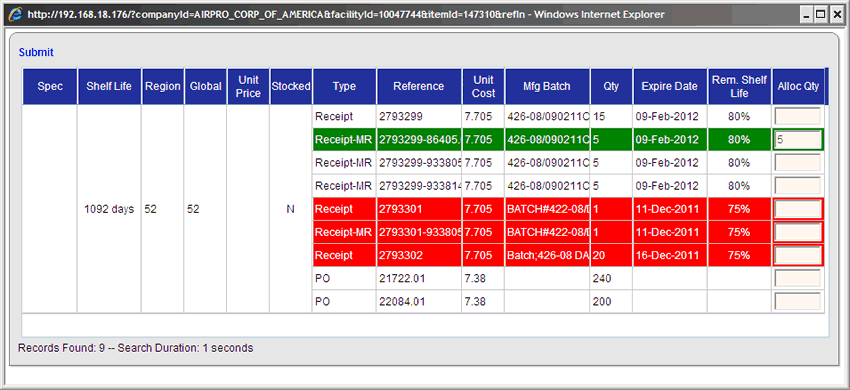 http://192.168.18.176/?companyId=AIRPRO_CORP_OF_AMERICA&facilityId=10047744&itemId=147310&refIn - Windows Internet Explorer
Submit
Spec Shelf Life Region Global Unit Price Stocked Type Reference Unit Cost Mfg Batch Qty Expire Date Rem. Shelf Life Alloc Qty
Receipt 2793299 7.705 426-08/090211C 15 09-Feb-2012 80%
Receipt-MR 2793299-86405. 7.705 426-08/090211C 5 09-Feb-2012 80% 5
Receipt-MR 2793299-933805 7.705 426-08/090211C 5 09-Feb-2012 80%
Receipt-MR 2793299-933814 7.705 426-08/090211C 5 09-Feb-2012 80%
1092 days 52 52 N Receipt 2793301 7.705 BATCH#422-08/D 1 11-Dec-2011 75%
Receipt-MR 2793301-933805 7.705 BATCH#422-08/D 1 11-Dec-2011 75%
Receipt 2793302 7.705 Batch;426-08 DA 20 16-Dec-2011 75%
PO 21722.01 7.38 240
PO 22084.01 7.38 200
Records Found: 9 -- Search Duration: 1 seconds